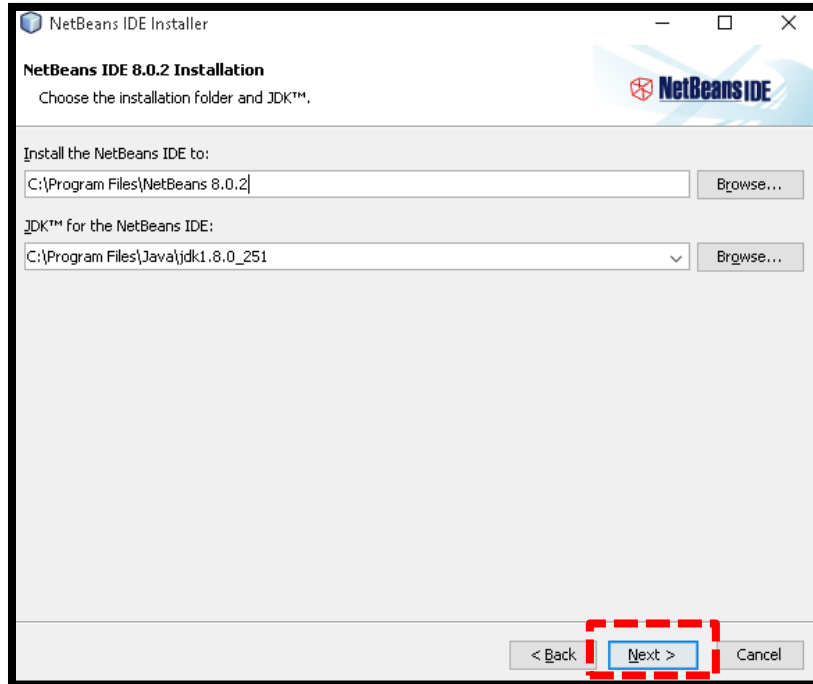 NetBeans IDE Installer
NetBeans IDE 8.0.2 Installation
Choose the installation folder and JDK™.
NetBeans IDE
Install the NetBeans IDE to:
C:\Program Files\NetBeans 8.0.2
Browse...
JDK™ for the NetBeans IDE:
C:\Program Files\Java\jdk1.8.0_251
Browse...
< Back Next > Cancel